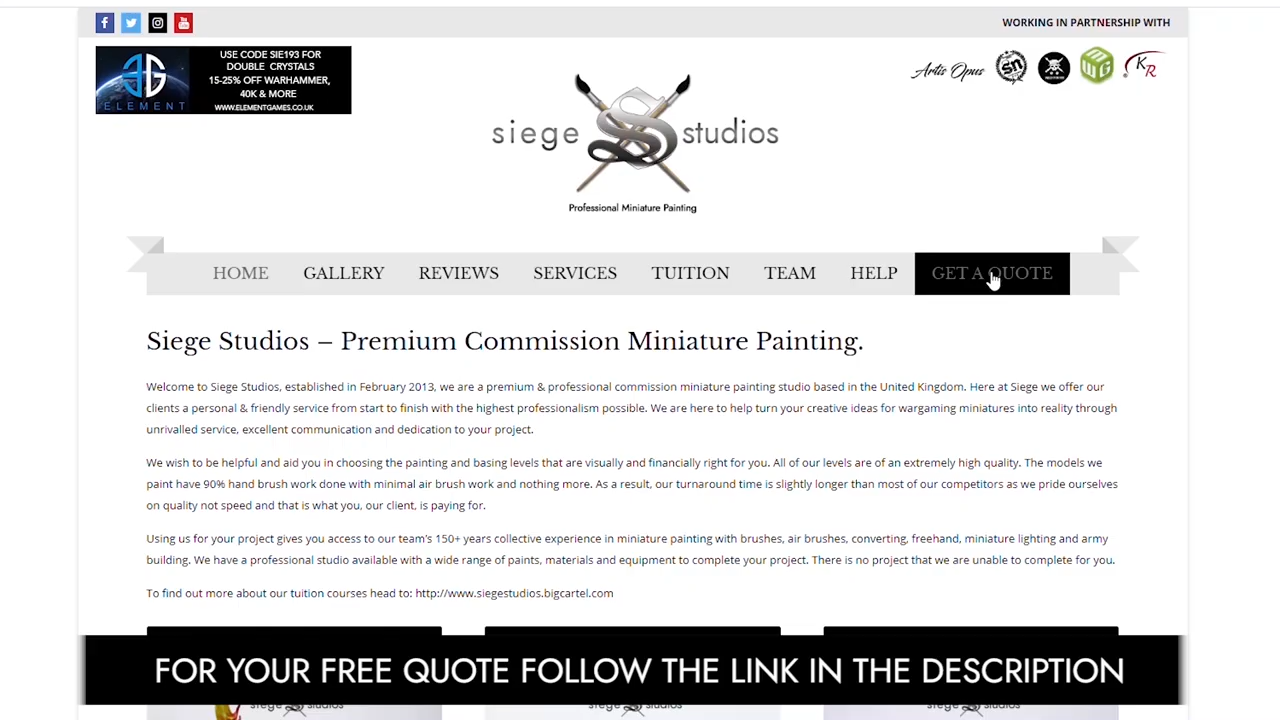 WORKING IN PARTNERSHIP WITH
USE CODE SIE193 FOR
DOUBLE CRYSTALS
15-25% OFF WARHAMMER,
40K & MORE
WWW.ELEMENTGAMES.CO.UK
ELEMENT
Artis Opus
KR
siege S studios
Professional Miniature Painting
HOME GALLERY REVIEWS SERVICES TUITION TEAM HELP GET A QUOTE
Siege Studios – Premium Commission Miniature Painting.
Welcome to Siege Studios, established in February 2013, we are a premium & professional commission miniature painting studio based in the United Kingdom. Here at Siege we offer our
clients a personal & friendly service from start to finish with the highest professionalism possible. We are here to help turn your creative ideas for wargaming miniatures into reality through
unrivalled service, excellent communication and dedication to your project.
We wish to be helpful and aid you in choosing the painting and basing levels that are visually and financially right for you. All of our levels are of an extremely high quality. The models we
paint have 90% hand brush work done with minimal air brush work and nothing more. As a result, our turnaround time is slightly longer than most of our competitors as we pride ourselves
on quality not speed and that is what you, our client, is paying for.
Using us for your project gives you access to our team's 150+ years collective experience in miniature painting with brushes, air brushes, converting, freehand, miniature lighting and army
building. We have a professional studio available with a wide range of paints, materials and equipment to complete your project. There is no project that we are unable to complete for you.
To find out more about our tuition courses head to: http://www.siegestudios.bigcartel.com
FOR YOUR FREE QUOTE FOLLOW THE LINK IN THE DESCRIPTION